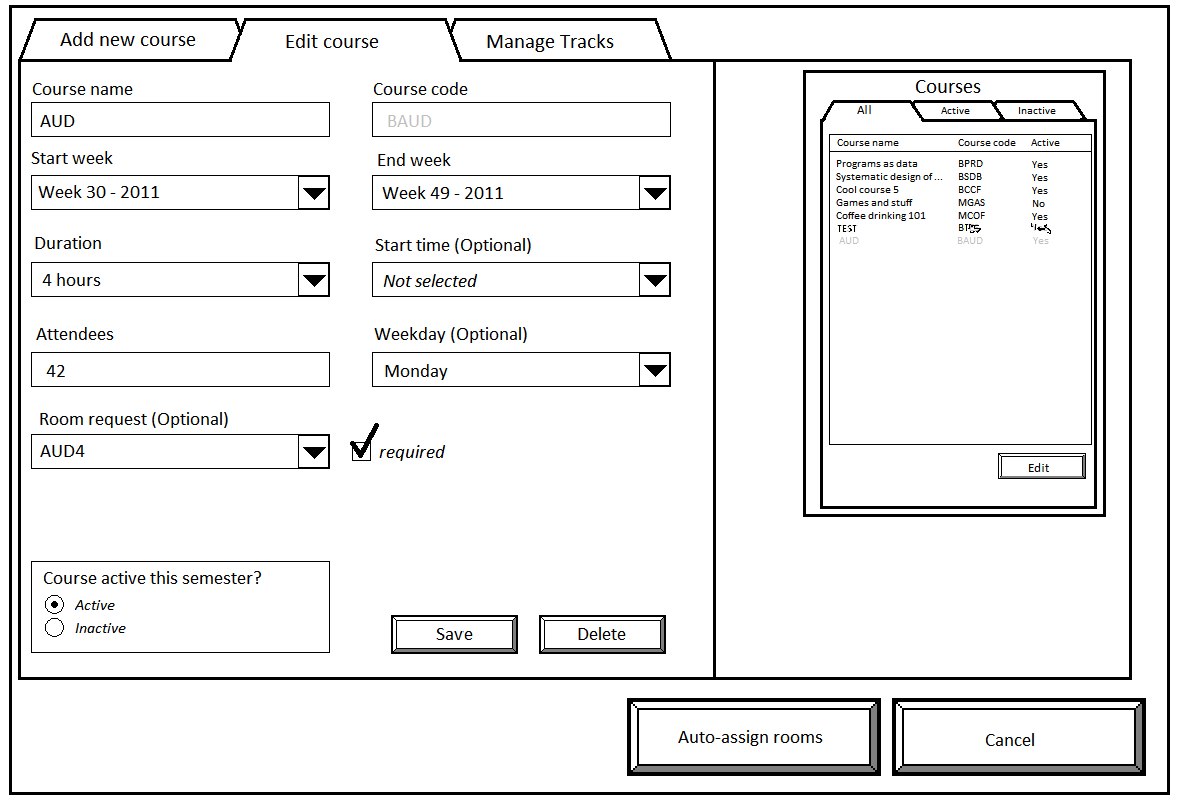 Add new course Edit course Manage Tracks
Course name Course code
AUD BAUD
Start week End week
Week 30 - 2011 Week 49 - 2011
Duration Start time (Optional)
4 hours Not selected
Attendees Weekday (Optional)
42 Monday
Room request (Optional)
AUD4 required
Course active this semester?
Active
Inactive
Save Delete
Courses
All Active Inactive
Course name Course code Active
Programs as data BPRD Yes
Systematic design of ... BSDB Yes
Cool course 5 BCCF Yes
Games and stuff MGAS No
Coffee drinking 101 MCOF Yes
TEST
AUD BAUD Yes
Edit
Auto-assign rooms Cancel